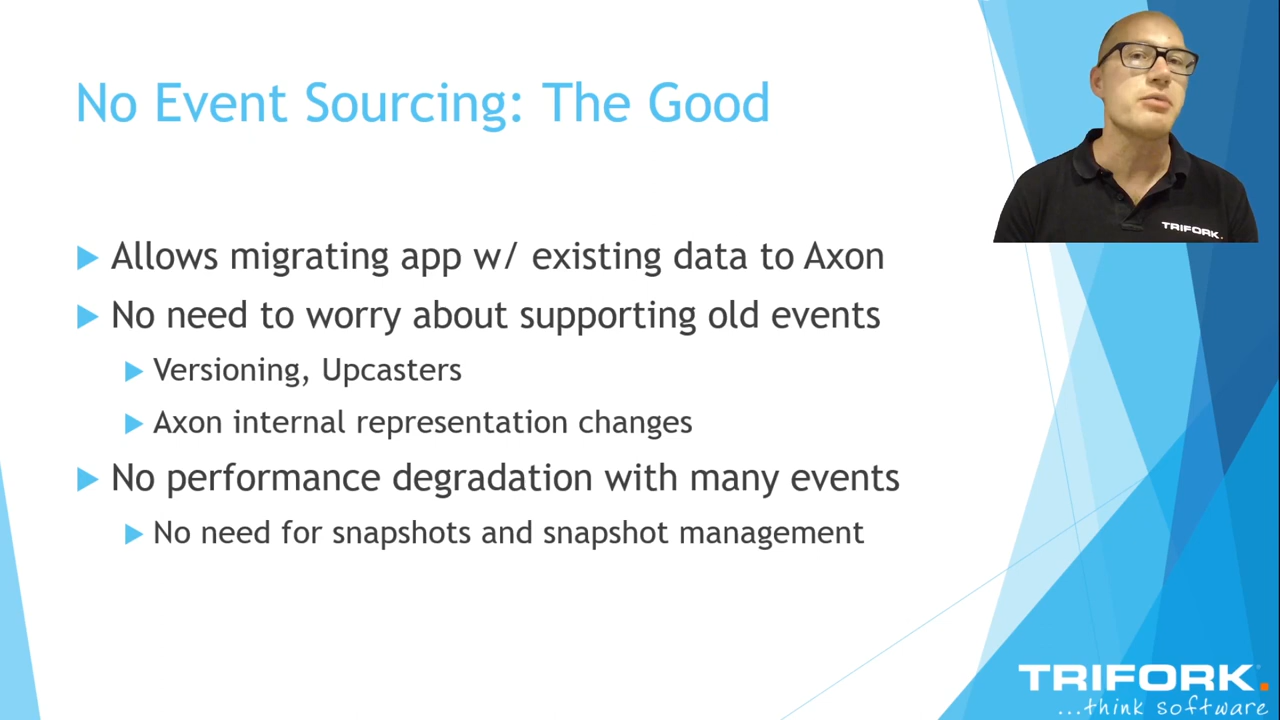 No Event Sourcing: The Good
Allows migrating app w/ existing data to Axon
No need to worry about supporting old events
Versioning, Upcasters
Axon internal representation changes
No performance degradation with many events
No need for snapshots and snapshot management
TRIFORK.
TRIFORK.
...think software